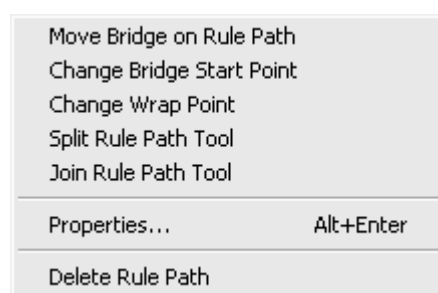 Move Bridge on Rule Path
Change Bridge Start Point
Change Wrap Point
Split Rule Path Tool
Join Rule Path Tool
Properties... Alt+Enter
Delete Rule Path